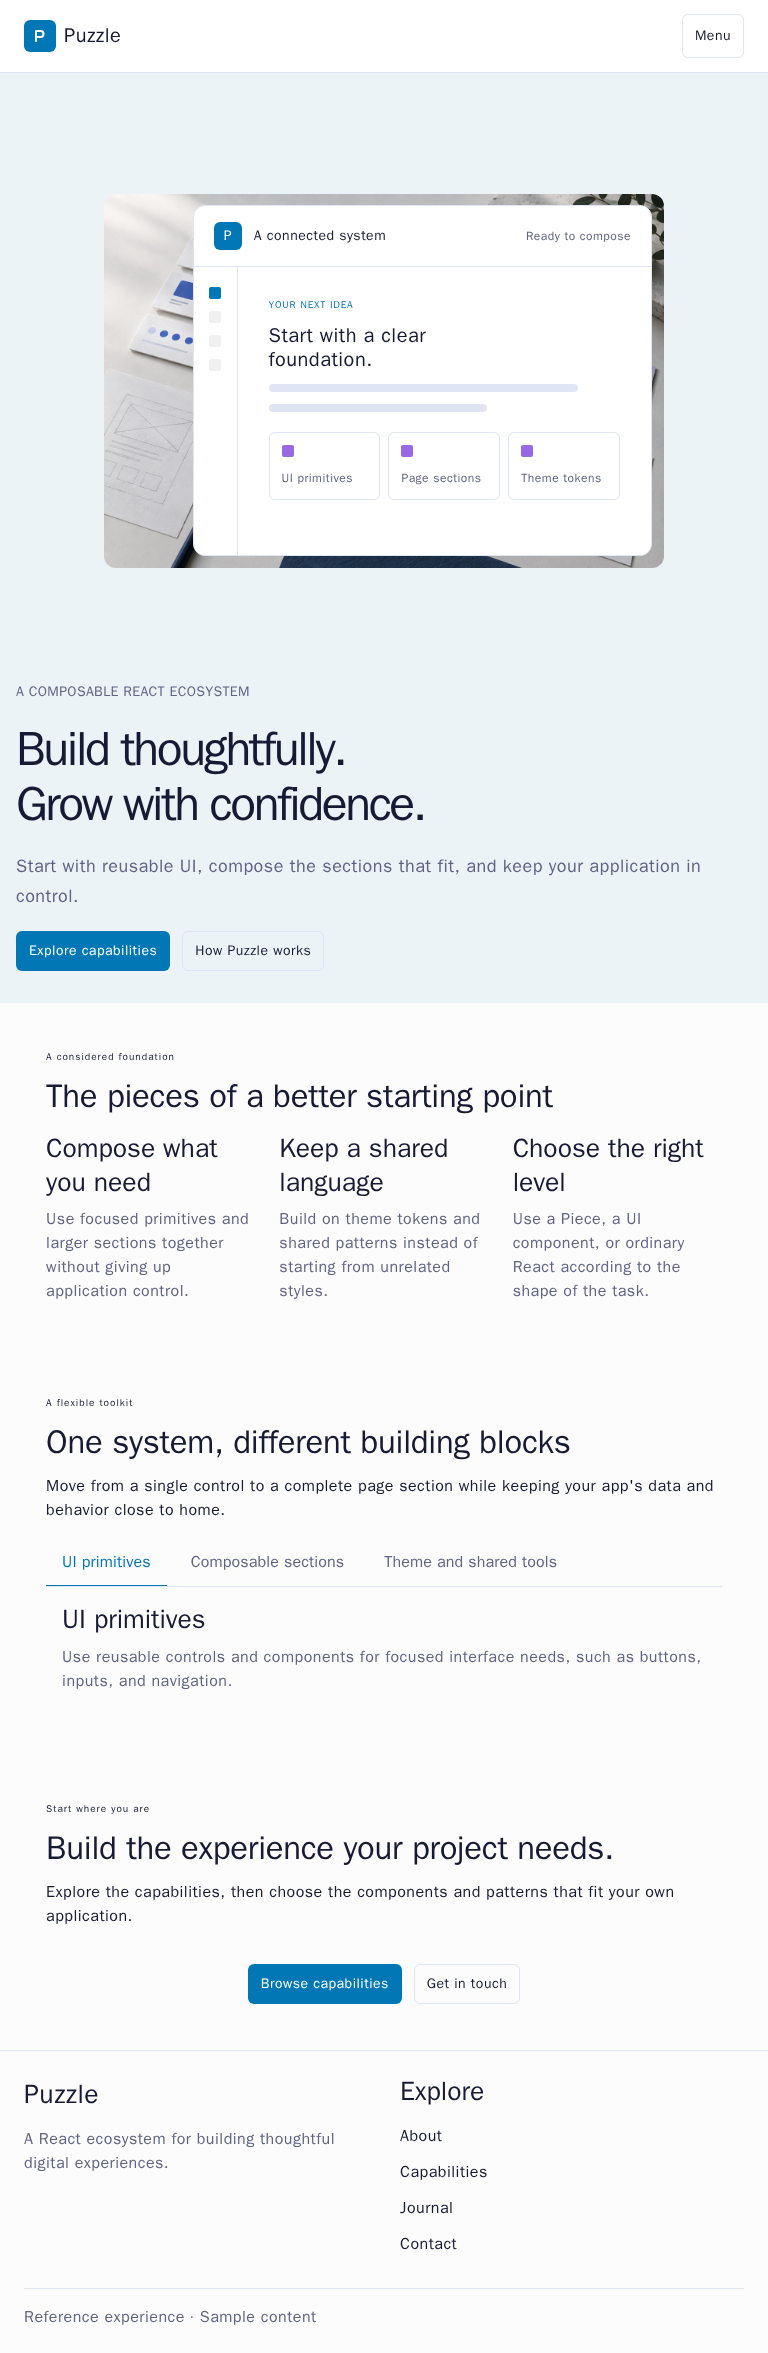 P Puzzle
Menu
P A connected system
Ready to compose
YOUR NEXT IDEA
Start with a clear
foundation.
UI primitives
Page sections
Theme tokens
A COMPOSABLE REACT ECOSYSTEM
Build thoughtfully.
Grow with confidence.
Start with reusable UI, compose the sections that fit, and keep your application in
control.
Explore capabilities
How Puzzle works
A considered foundation
The pieces of a better starting point
Compose what
you need
Use focused primitives and
larger sections together
without giving up
application control.
Keep a shared
language
Build on theme tokens and
shared patterns instead of
starting from unrelated
styles.
Choose the right
level
Use a Piece, a UI
component, or ordinary
React according to the
shape of the task.
A flexible toolkit
One system, different building blocks
Move from a single control to a complete page section while keeping your app's data and
behavior close to home.
UI primitives
Composable sections
Theme and shared tools
UI primitives
Use reusable controls and components for focused interface needs, such as buttons,
inputs, and navigation.
Start where you are
Build the experience your project needs.
Explore the capabilities, then choose the components and patterns that fit your own
application.
Browse capabilities
Get in touch
Puzzle
A React ecosystem for building thoughtful
digital experiences.
Explore
About
Capabilities
Journal
Contact
Reference experience · Sample content